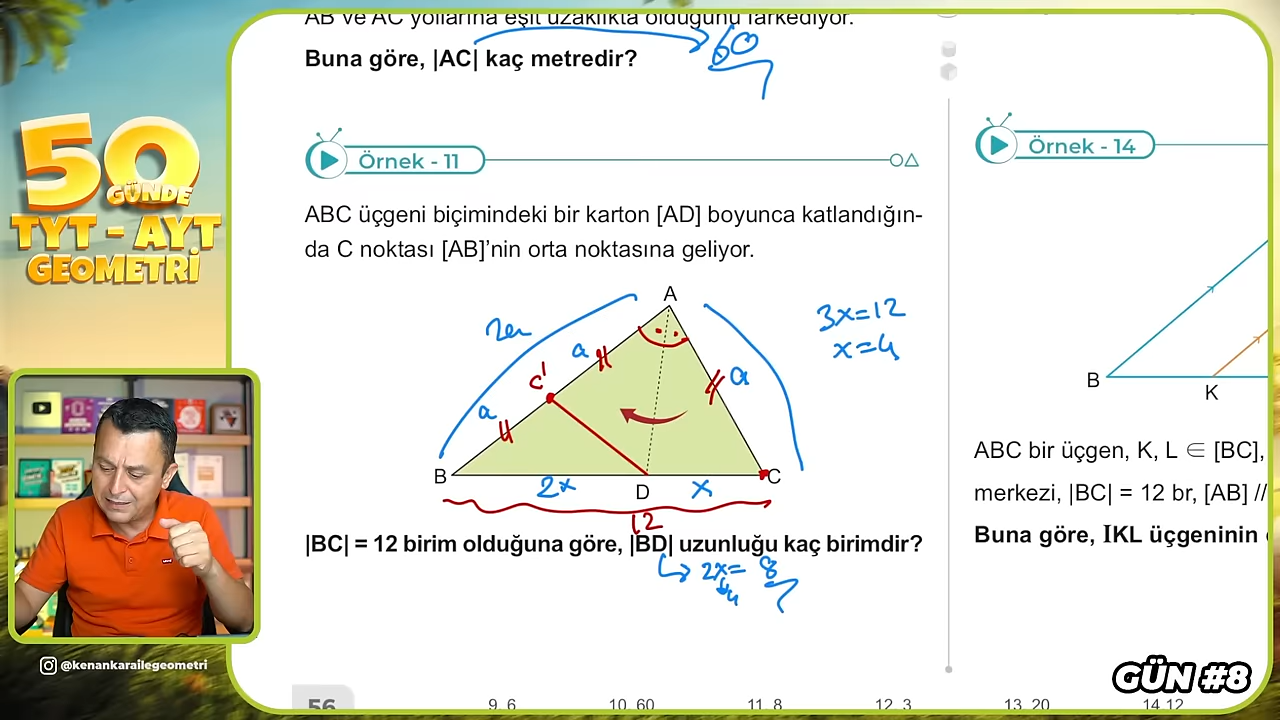 50
GÜNDE
TYT - AYT
GEOMETRİ
@kenankarailegeometri
AB ve AC yollarına eşit uzaklıkta olduğunu farkediyor.
Buna göre, |AC| kaç metredir?
60
Örnek - 11
ABC üçgeni biçimindeki bir karton [AD] boyunca katlandığın-
da C noktası [AB]'nin orta noktasına geliyor.
A
2a
a
a
C'
a
B
2x
D
x
C
12
3x=12
x=4
|BC| = 12 birim olduğuna göre, |BD| uzunluğu kaç birimdir?
2x= 8
4
56
9. 6
10. 60
11. 8
12. 3
13. 20
14. 12
Örnek - 14
B
K
ABC bir üçgen, K, L ∈ [BC],
merkezi, |BC| = 12 br, [AB] //
Buna göre, IKL üçgeninin
GÜN #8